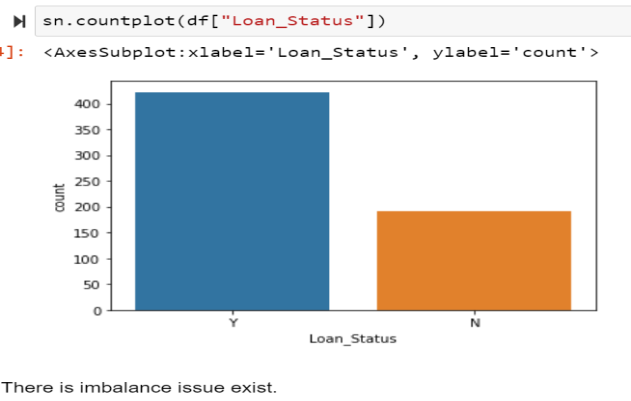 sn.countplot(df["Loan_Status"])
4]: <AxesSubplot:xlabel='Loan_Status', ylabel='count'>
400
350
300
250
200
150
100
50
0
count
Y N
Loan_Status
There is imbalance issue exist.